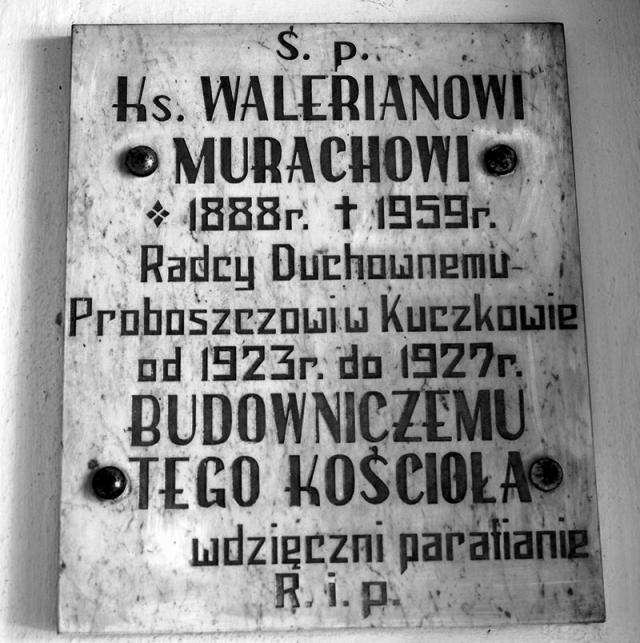 Ś. p.
Ks. WALERIANOWI
MURACHOWI
❖ 1888r. ✝ 1959r.
Radcy Duchownemu-
Proboszczowi w Kuczkowie
od 1923r. do 1927r.
BUDOWNICZEMU
TEGO KOŚCIOŁA
wdzięczni parafianie
R. i. p.